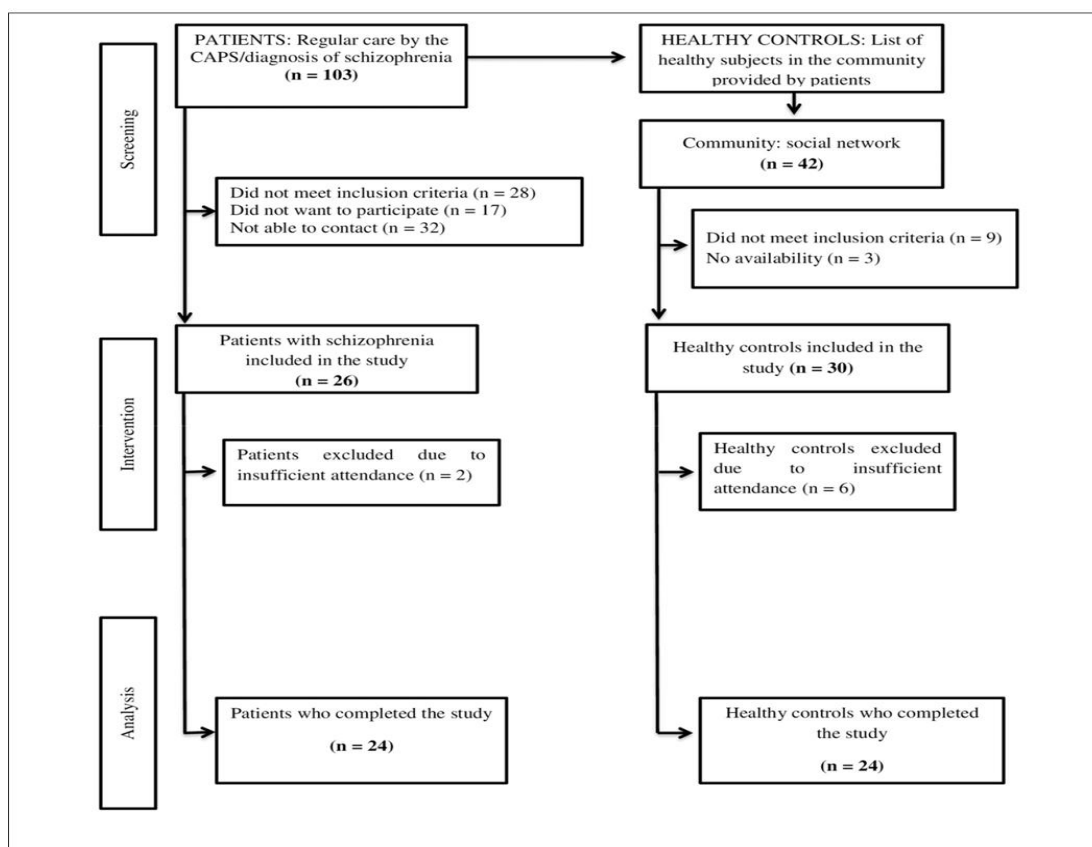 PATIENTS: Regular care by the
CAPS/diagnosis of schizophrenia
(n = 103)
HEALTHY CONTROLS: List of
healthy subjects in the community
provided by patients
Screening
Community: social network
(n = 42)
Did not meet inclusion criteria (n = 28)
Did not want to participate (n = 17)
Not able to contact (n = 32)
Did not meet inclusion criteria (n = 9)
No availability (n = 3)
Intervention
Patients with schizophrenia
included in the study
(n = 26)
Healthy controls included in the
study (n = 30)
Patients excluded due to
insufficient attendance (n = 2)
Healthy controls excluded
due to insufficient
attendance (n = 6)
Analysis
Patients who completed the study
(n = 24)
Healthy controls who completed
the study
(n = 24)